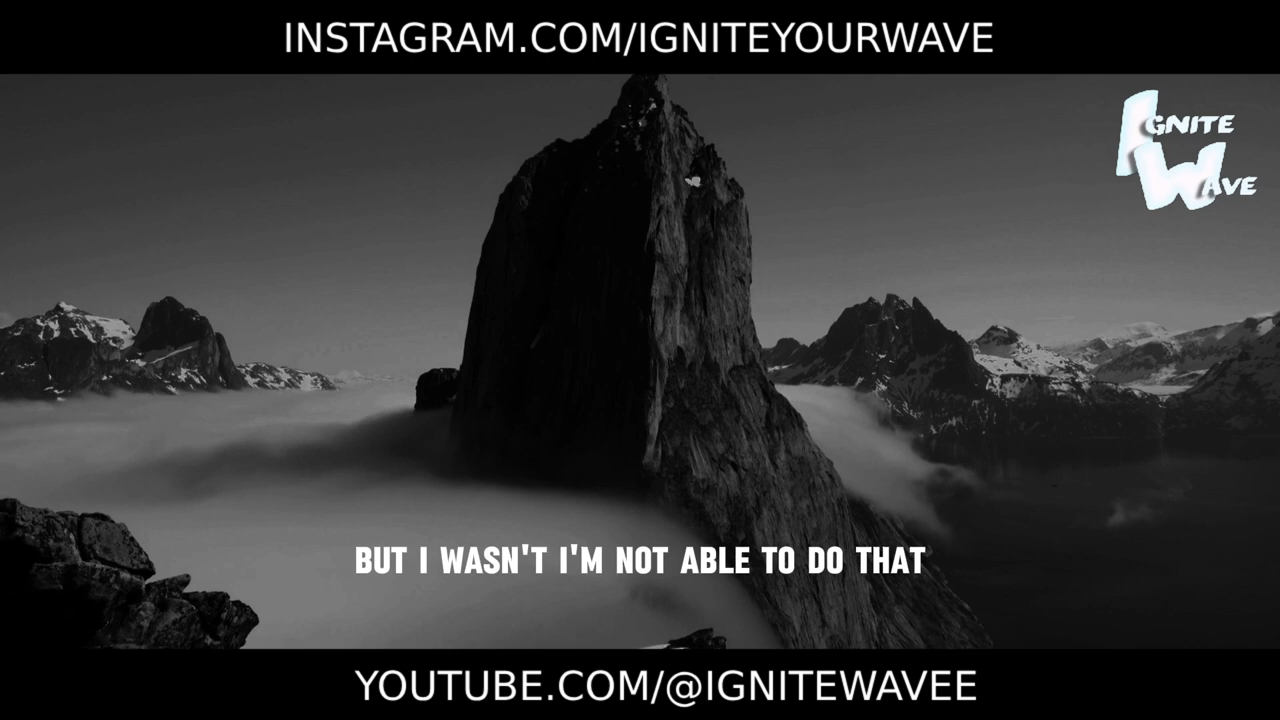 INSTAGRAM.COM/IGNITEYOURWAVE
IGNITE
WAVE
BUT I WASN'T I'M NOT ABLE TO DO THAT
YOUTUBE.COM/@IGNITEWAVEE